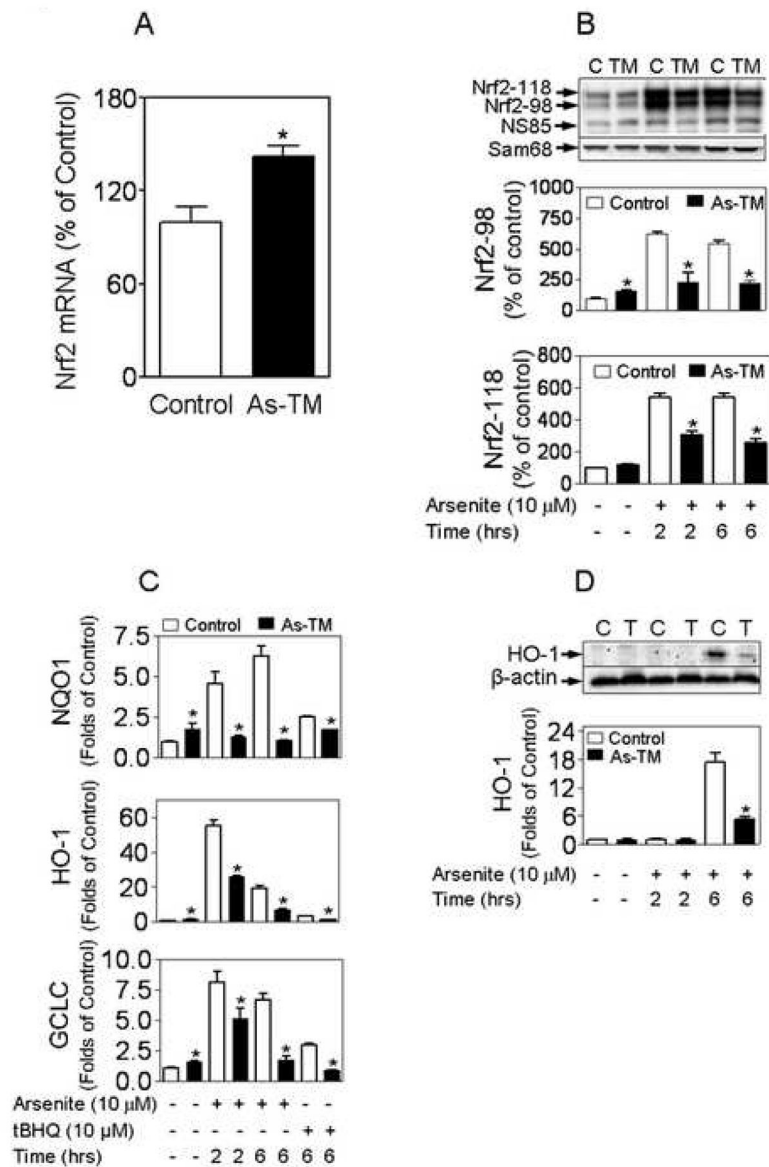 A
Nrf2 mRNA (% of Control)
180
120
60
0
*
Control As-TM
B
C TM C TM C TM
Nrf2-118
Nrf2-98
NS85
Sam68
Nrf2-98
(% of control)
1000
750
500
250
0
Control As-TM
* * *
Nrf2-118
(% of control)
800
600
400
200
0
Control As-TM
* *
Arsenite (10 µM) - - + + + +
Time (hrs) - - 2 2 6 6
C
Control As-TM
NQO1
(Folds of Control)
7.5
5.0
2.5
0.0
* * * *
HO-1
(Folds of Control)
60
40
20
0
* * * *
GCLC
(Folds of Control)
10.0
7.5
5.0
2.5
0.0
* * * *
Arsenite (10 µM) - - + + + + - -
tBHQ (10 µM) - - - - - - + +
Time (hrs) - - 2 2 6 6 6 6
D
C T C T C T
HO-1
β-actin
HO-1
(Folds of Control)
24
18
12
6
0
Control
As-TM
*
Arsenite (10 µM) - - + + + +
Time (hrs) - - 2 2 6 6